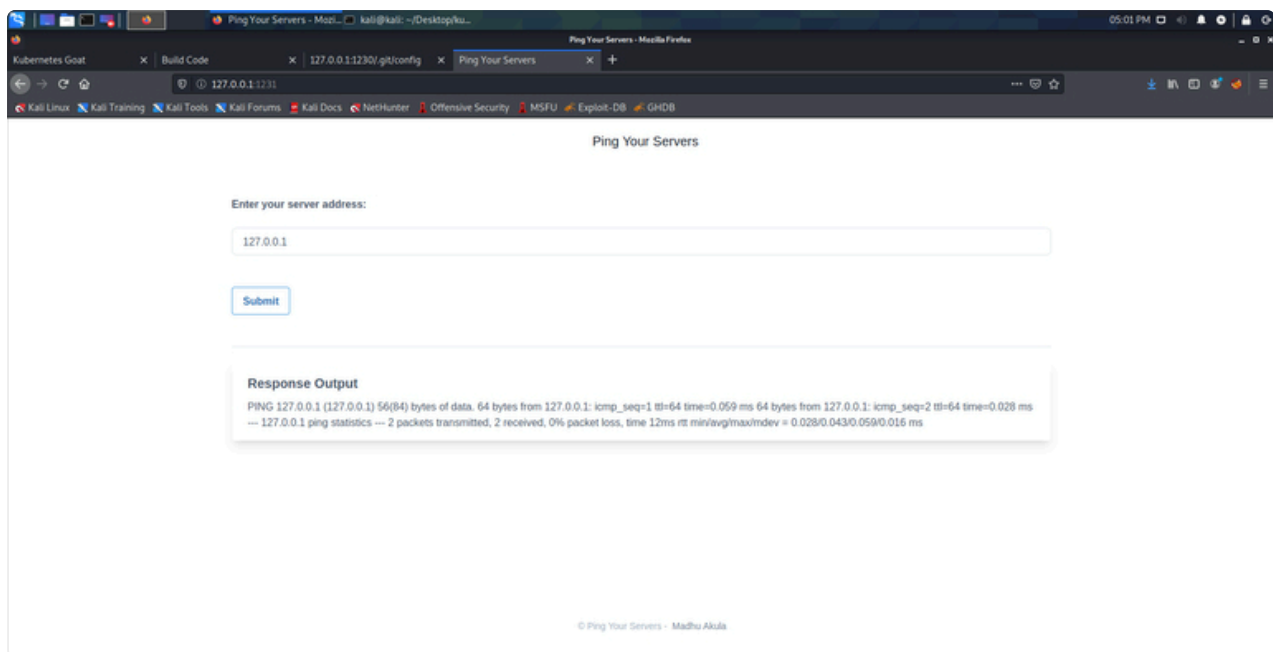 Ping Your Servers - Mozi... kali@kali: ~/Desktop/ku... 05:01 PM
Ping Your Servers - Mozilla Firefox
Kubernetes Goat Build Code 127.0.0.1:1230/.git/config Ping Your Servers
127.0.0.1:1231
Kali Linux Kali Training Kali Tools Kali Forums Kali Docs NetHunter Offensive Security MSFU Exploit-DB GHDB
Ping Your Servers
Enter your server address:
127.0.0.1
Submit
Response Output
PING 127.0.0.1 (127.0.0.1) 56(84) bytes of data. 64 bytes from 127.0.0.1: icmp_seq=1 ttl=64 time=0.059 ms 64 bytes from 127.0.0.1: icmp_seq=2 ttl=64 time=0.028 ms
--- 127.0.0.1 ping statistics --- 2 packets transmitted, 2 received, 0% packet loss, time 12ms rtt min/avg/max/mdev = 0.028/0.043/0.059/0.016 ms
© Ping Your Servers - Madhu Akula